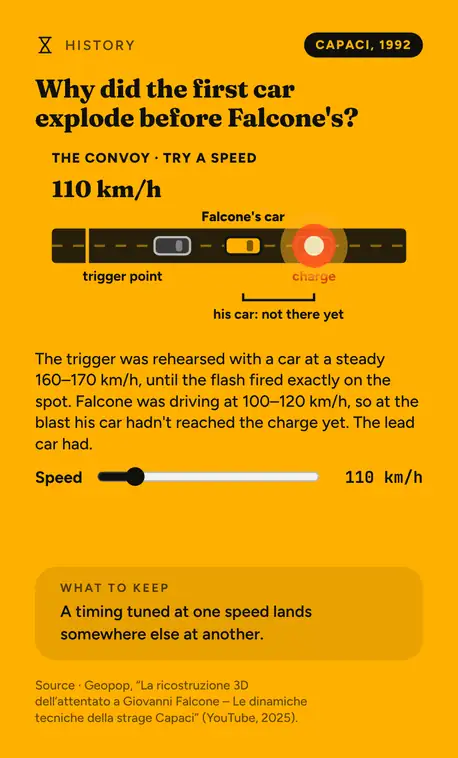 HISTORY
CAPACI, 1992
Why did the first car
explode before Falcone's?
THE CONVOY · TRY A SPEED
110 km/h
Falcone's car
trigger point
charge
his car: not there yet
The trigger was rehearsed with a car at a steady
160–170 km/h, until the flash fired exactly on the
spot. Falcone was driving at 100–120 km/h, so at the
blast his car hadn't reached the charge yet. The lead
car had.
Speed
110 km/h
WHAT TO KEEP
A timing tuned at one speed lands
somewhere else at another.
Source · Geopop, “La ricostruzione 3D
dell'attentato a Giovanni Falcone – Le dinamiche
tecniche della strage Capaci” (YouTube, 2025).